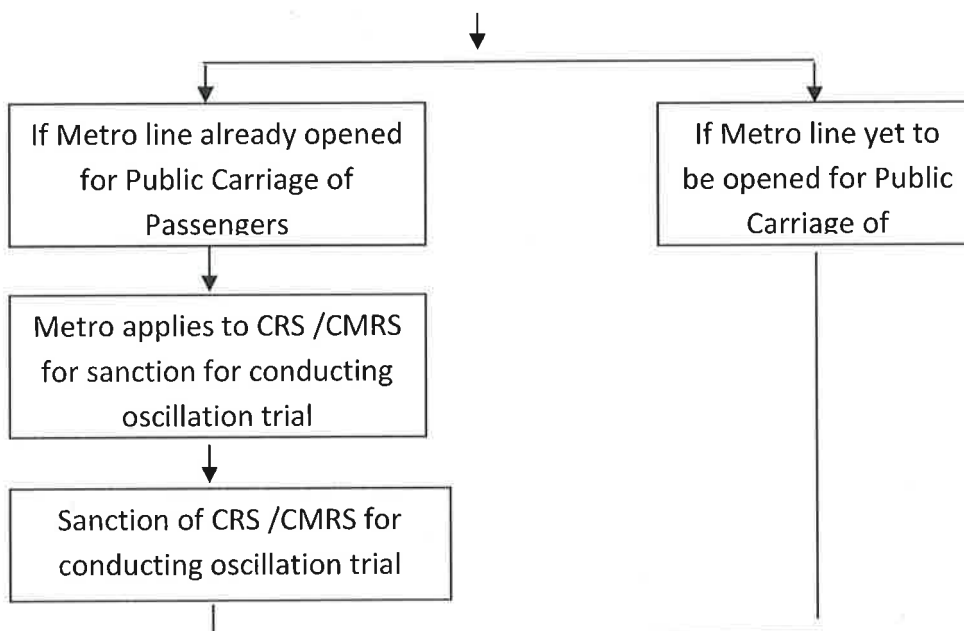 If Metro line already opened
for Public Carriage of
Passengers
If Metro line yet to
be opened for Public
Carriage of
Metro applies to CRS /CMRS
for sanction for conducting
oscillation trial
Sanction of CRS /CMRS for
conducting oscillation trial